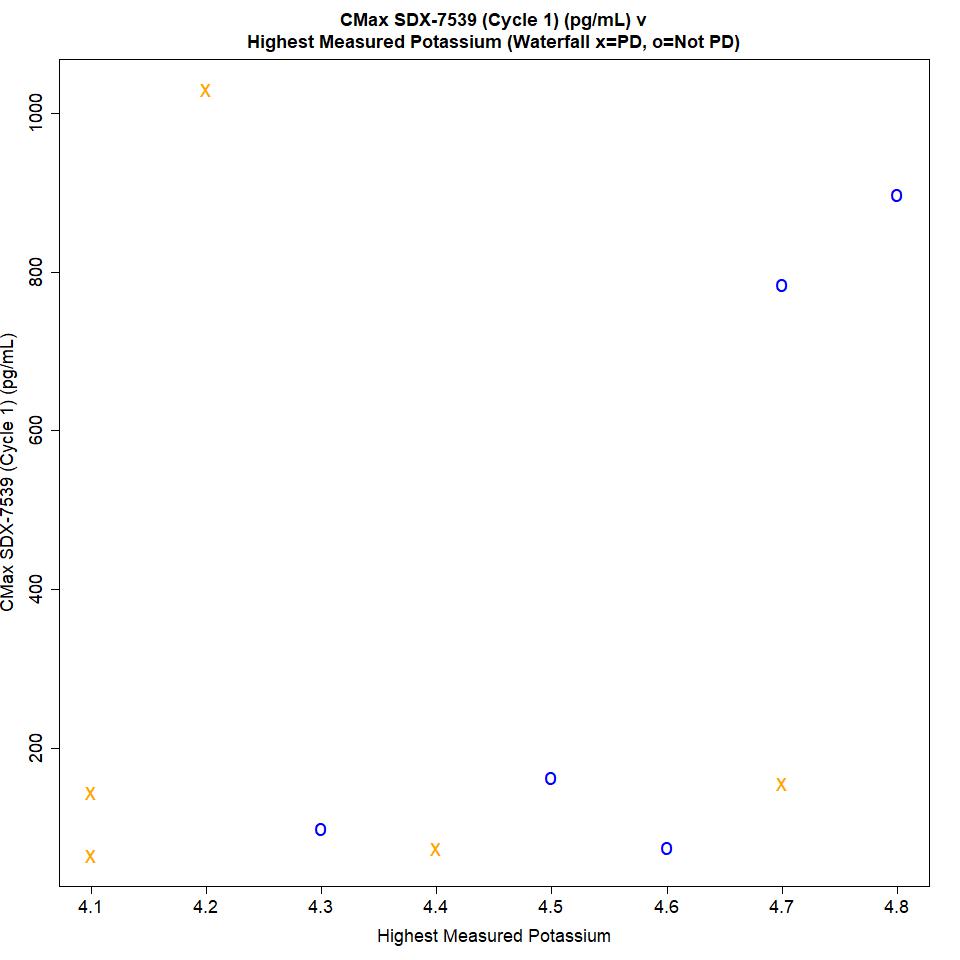 CMax SDX-7539 (Cycle 1) (pg/mL) v
Highest Measured Potassium (Waterfall x=PD, o=Not PD)
CMax SDX-7539 (Cycle 1) (pg/mL)
1000
800
600
400
200
x
o
o
x
o
x
o
x
x
o
4.1 4.2 4.3 4.4 4.5 4.6 4.7 4.8
Highest Measured Potassium